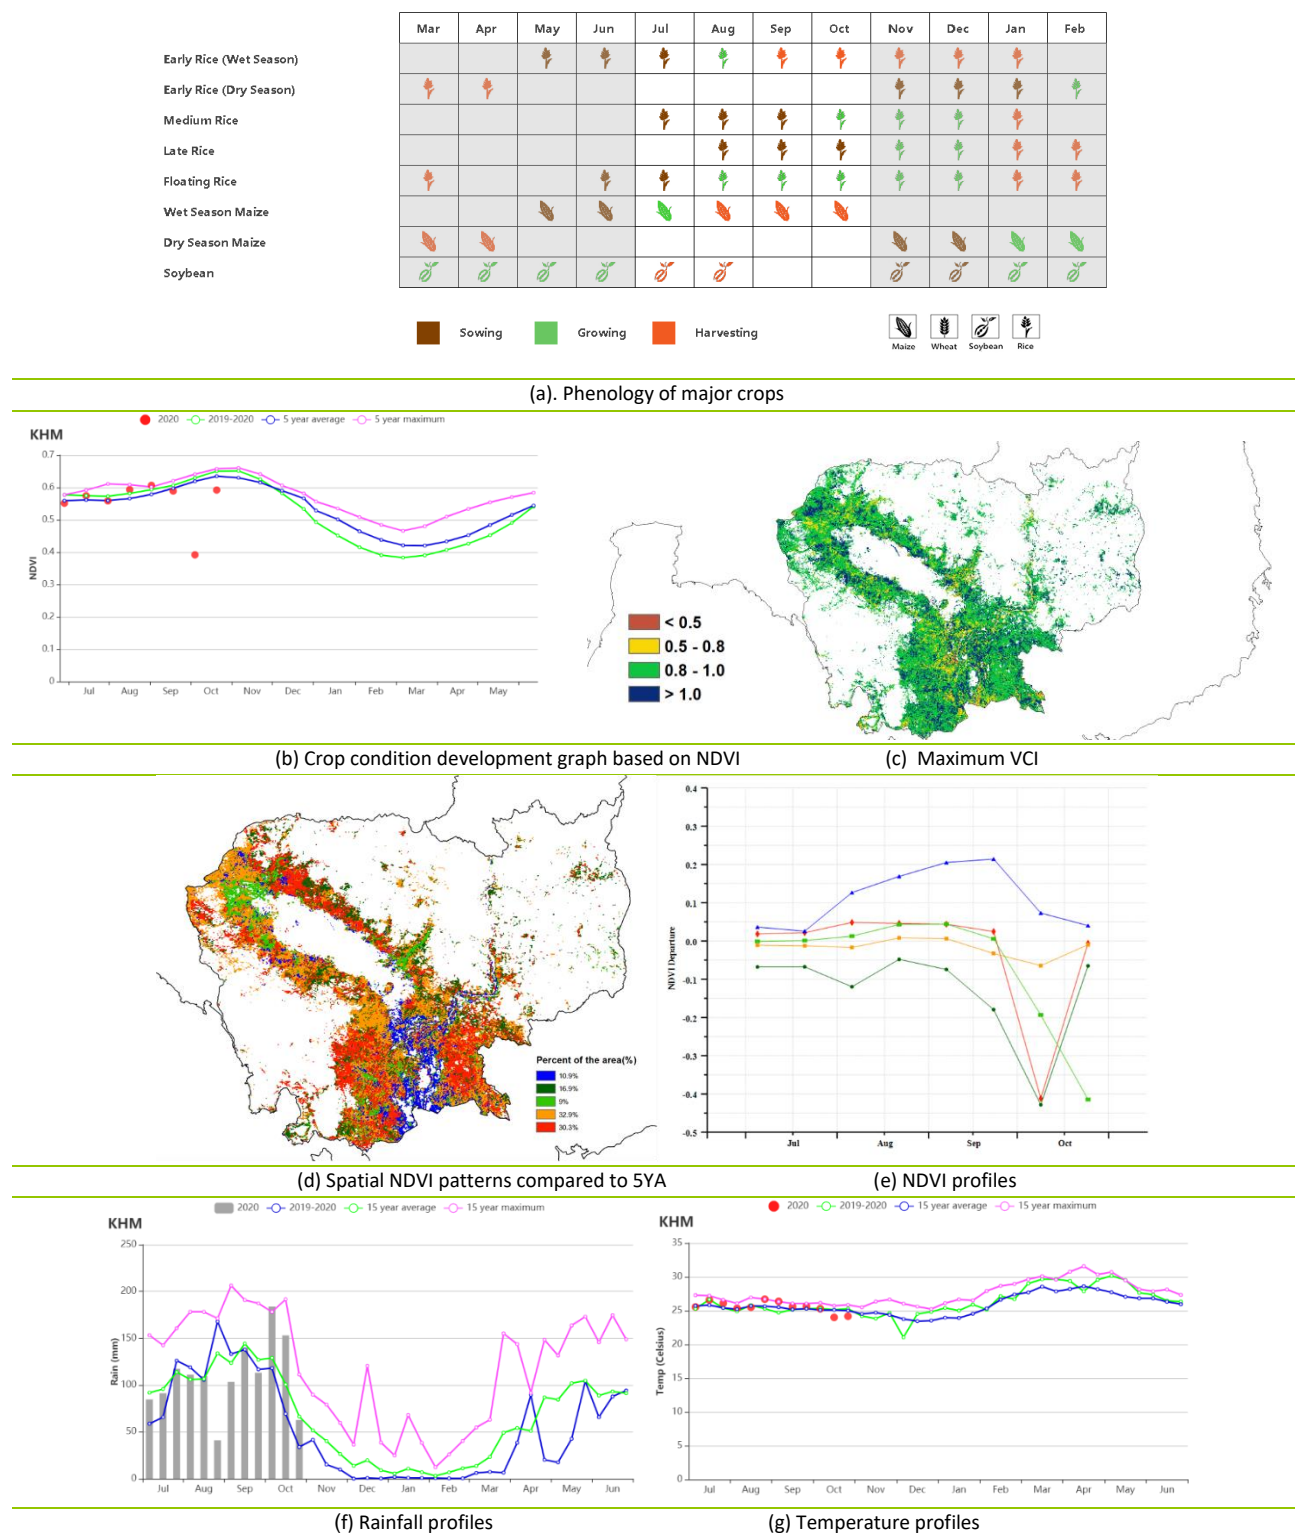 Mar Apr May Jun Jul Aug Sep Oct Nov Dec Jan Feb
Early Rice (Wet Season)
Early Rice (Dry Season)
Medium Rice
Late Rice
Floating Rice
Wet Season Maize
Dry Season Maize
Soybean
Sowing Growing Harvesting
Maize Wheat Soybean Rice
(a). Phenology of major crops
2020 2019-2020 5 year average 5 year maximum
KHM
0.7
0.6
0.5
0.4
0.3
0.2
0.1
0
NDVI
Jul Aug Sep Oct Nov Dec Jan Feb Mar Apr May
< 0.5
0.5 - 0.8
0.8 - 1.0
> 1.0
(b) Crop condition development graph based on NDVI (c) Maximum VCI
Percent of the area(%)
10.9%
16.9%
9%
32.9%
30.3%
0.4
0.3
0.2
0.1
0.0
-0.1
-0.2
-0.3
-0.4
-0.5
NDVI Departure
Jul Aug Sep Oct
(d) Spatial NDVI patterns compared to 5YA (e) NDVI profiles
2020 2019-2020 15 year average 15 year maximum
KHM
250
200
150
100
50
0
Rain (mm)
Jul Aug Sep Oct Nov Dec Jan Feb Mar Apr May Jun
2020 2019-2020 15 year average 15 year maximum
KHM
35
30
25
20
15
10
5
0
Temp (Celsius)
Jul Aug Sep Oct Nov Dec Jan Feb Mar Apr May Jun
(f) Rainfall profiles (g) Temperature profiles